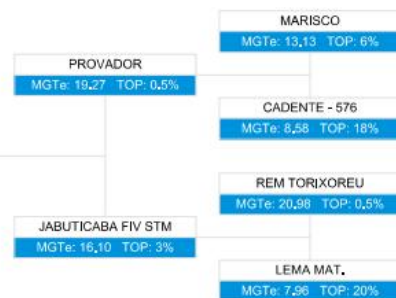 MARISCO
MGTe: 13,13 TOP: 6%
PROVADOR
MGTe: 19,27 TOP: 0,5%
CADENTE - 576
MGTe: 8,58 TOP: 18%
REM TORIXOREU
MGTe: 20,98 TOP: 0,5%
JABUTICABA FIV STM
MGTe: 16,10 TOP: 3%
LEMA MAT.
MGTe: 7,96 TOP: 20%